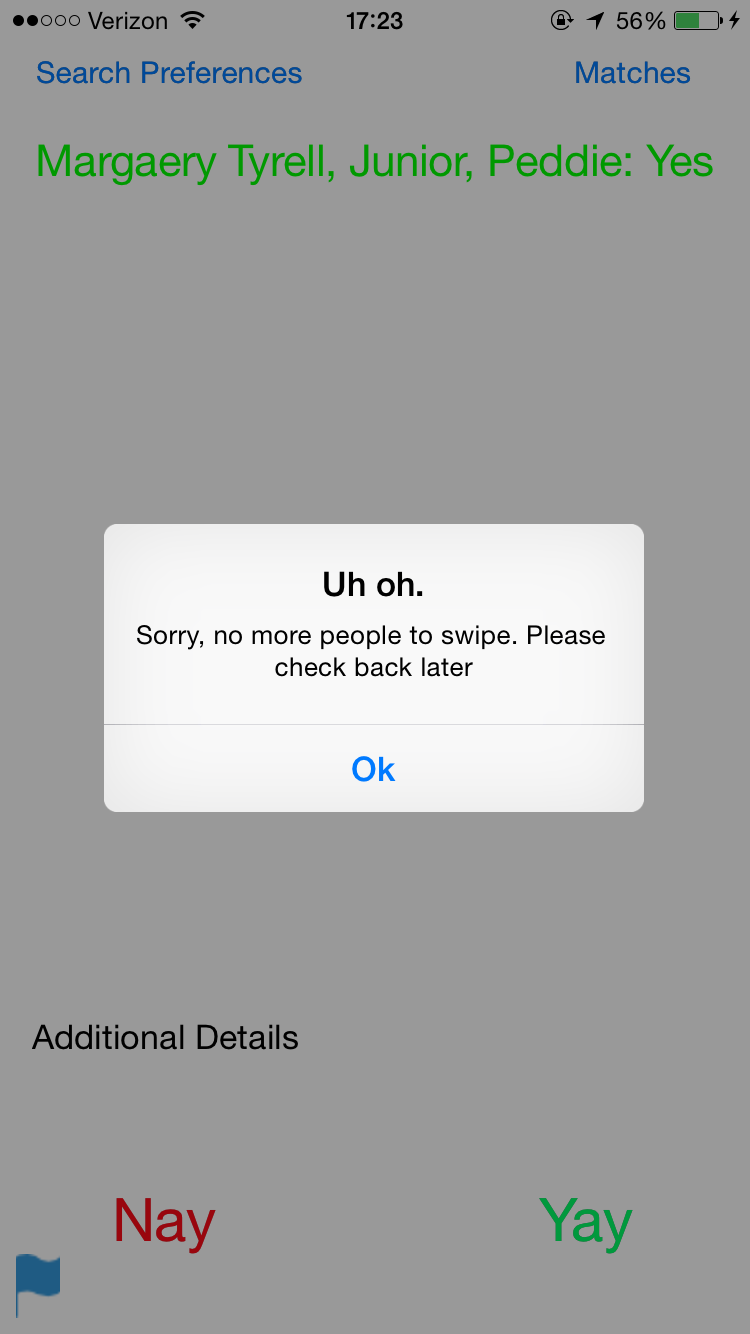 Verizon 17:23 56%
Search Preferences Matches
Margaery Tyrell, Junior, Peddie: Yes
Uh oh.
Sorry, no more people to swipe. Please
check back later
Ok
Additional Details
Nay Yay